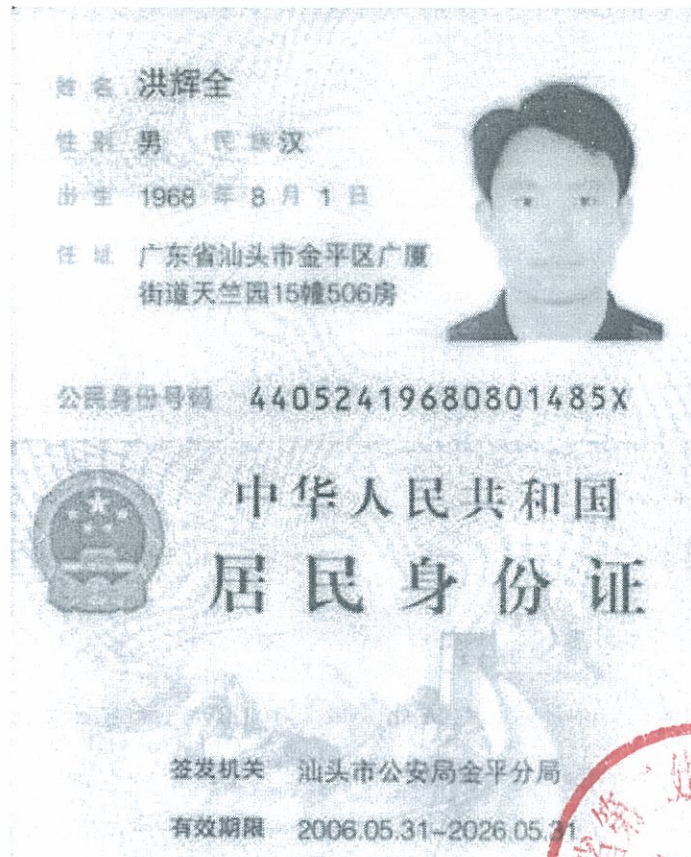 姓名 洪辉全
性别 男 民族 汉
出生 1968 年 8 月 1 日
住址 广东省汕头市金平区广厦
街道天竺园15幢506房
公民身份号码 44052419680801485X
中华人民共和国
居民身份证
签发机关 汕头市公安局金平分局
有效期限 2006.05.31-2026.05.31